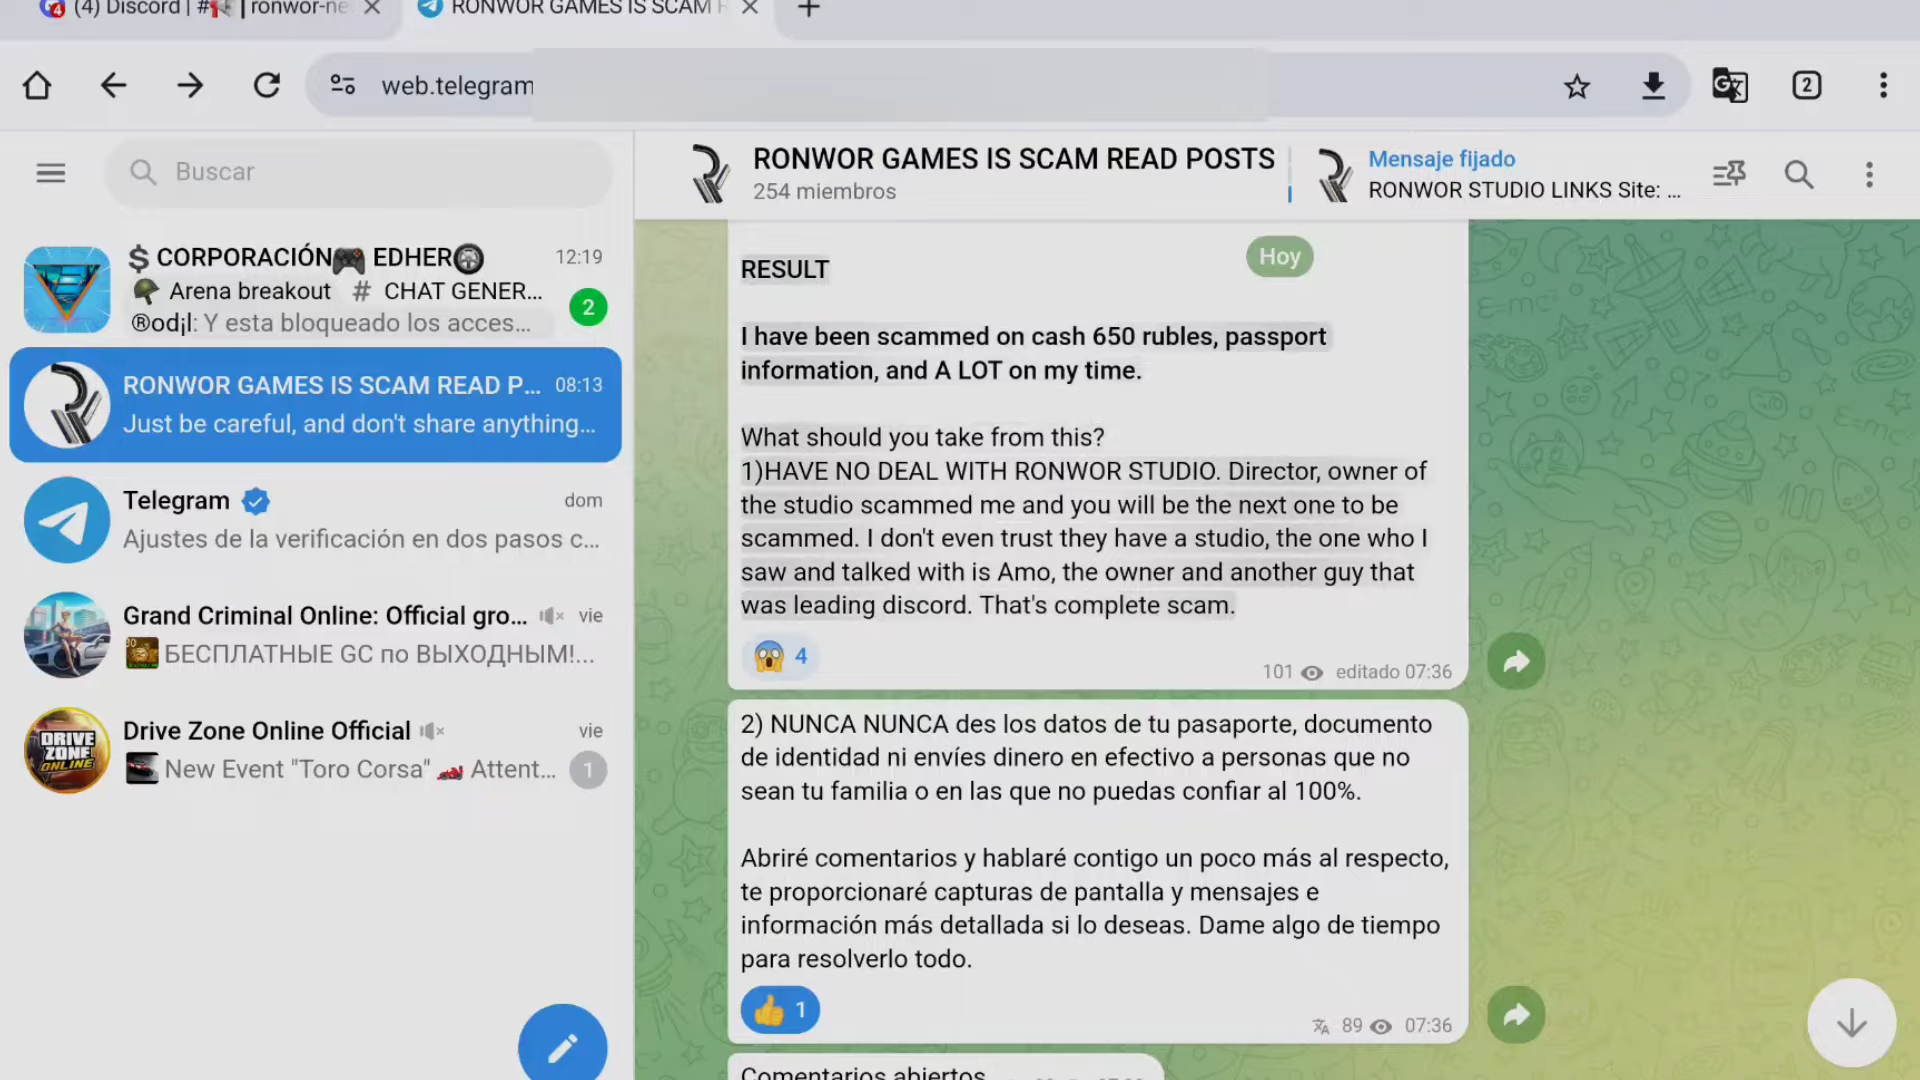 (4) Discord | #
| ronwor-ne
RONWOR GAMES IS SCAM R
web.telegram
2
Buscar
RONWOR GAMES IS SCAM READ POSTS
254 miembros
Mensaje fijado
RONWOR STUDIO LINKS Site: ...
$ CORPORACIÓN🎮 EDHER🛞
12:19
🪖 Arena breakout # CHAT GENER...
®od¡l: Y esta bloqueado los acces...
2
RONWOR GAMES IS SCAM READ P...
08:13
Just be careful, and don't share anything...
Telegram
dom
Ajustes de la verificación en dos pasos c...
Grand Criminal Online: Official gro...
vie
БЕСПЛАТНЫЕ GC по ВЫХОДНЫМ!...
DRIVE
ZONE
ONLINE
Drive Zone Online Official
vie
New Event "Toro Corsa" 🏎️ Attent...
1
Hoy
RESULT
I have been scammed on cash 650 rubles, passport
information, and A LOT on my time.
What should you take from this?
1)HAVE NO DEAL WITH RONWOR STUDIO. Director, owner of
the studio scammed me and you will be the next one to be
scammed. I don't even trust they have a studio, the one who I
saw and talked with is Amo, the owner and another guy that
was leading discord. That's complete scam.
😱 4
101
editado 07:36
2) NUNCA NUNCA des los datos de tu pasaporte, documento
de identidad ni envíes dinero en efectivo a personas que no
sean tu familia o en las que no puedas confiar al 100%.
Abriré comentarios y hablaré contigo un poco más al respecto,
te proporcionaré capturas de pantalla y mensajes e
información más detallada si lo deseas. Dame algo de tiempo
para resolverlo todo.
👍 1
89
07:36
Comentarios abiertos